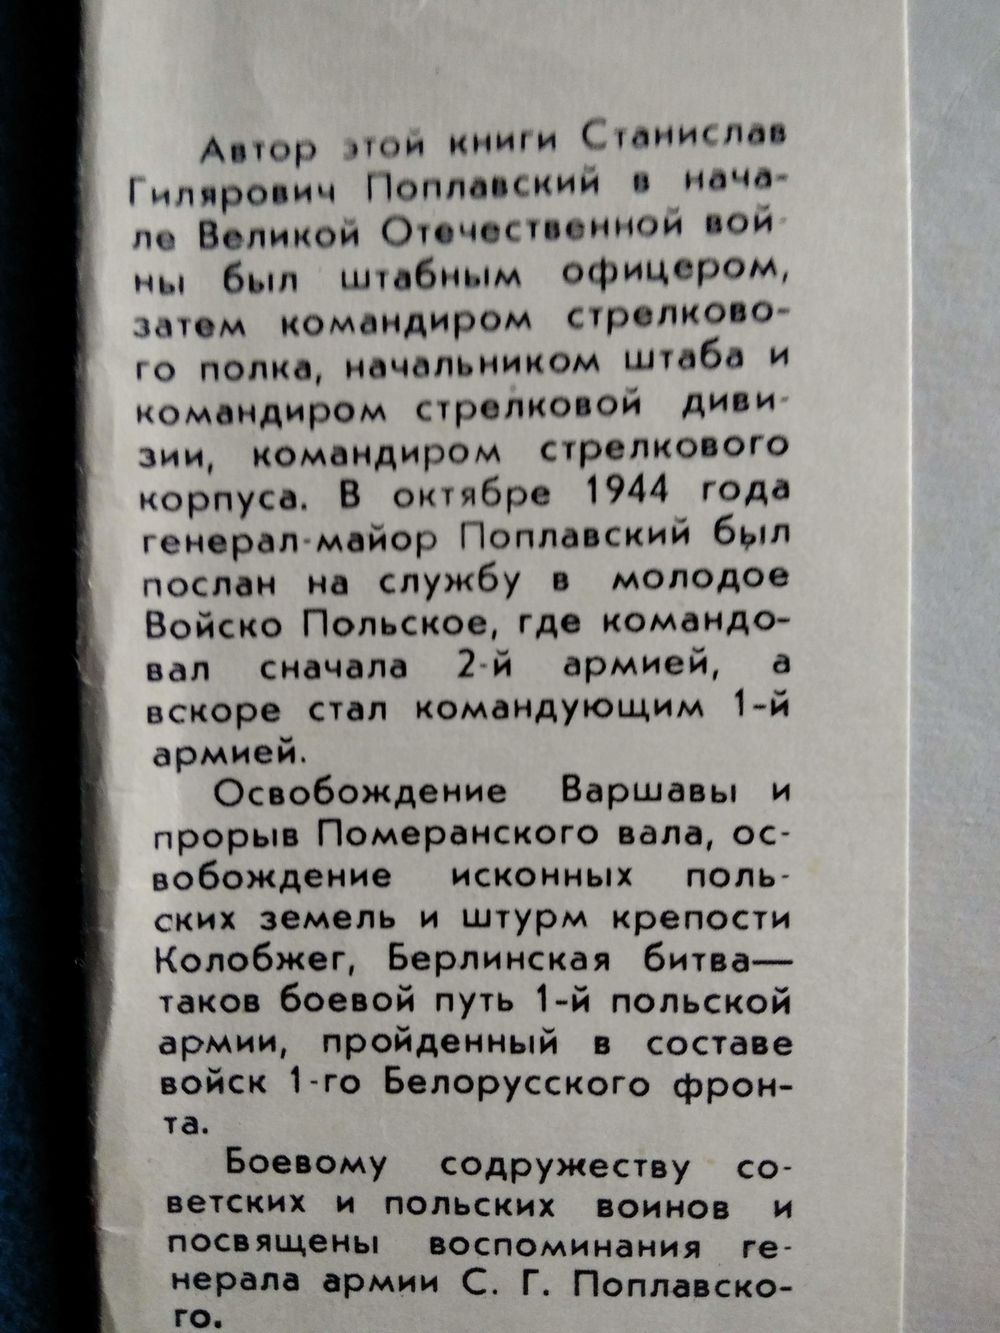 Автор этой книги Станислав
Гилярович Поплавский в нача-
ле Великой Отечественной вой-
ны был штабным офицером,
затем командиром стрелково-
го полка, начальником штаба и
командиром стрелковой диви-
зии, командиром стрелкового
корпуса. В октябре 1944 года
генерал-майор Поплавский был
послан на службу в молодое
Войско Польское, где командо-
вал сначала 2-й армией, а
вскоре стал командующим 1-й
армией.
Освобождение Варшавы и
прорыв Померанского вала, ос-
вобождение исконных поль-
ских земель и штурм крепости
Колобжег, Берлинская битва—
таков боевой путь 1-й польской
армии, пройденный в составе
войск 1-го Белорусского фрон-
та.
Боевому содружеству со-
ветских и польских воинов и
посвящены воспоминания ге-
нерала армии С. Г. Поплавско-
го.